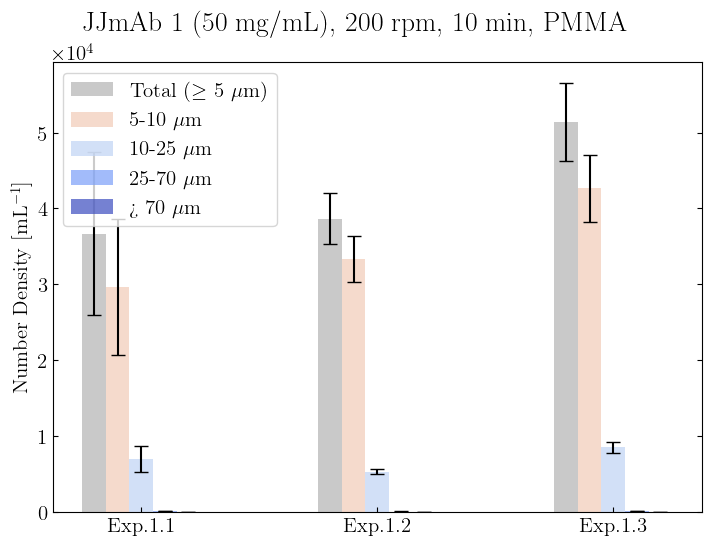 JJmAb 1 (50 mg/mL), 200 rpm, 10 min, PMMA
×10⁴
Total (≥ 5 μm)
5-10 μm
10-25 μm
25-70 μm
¿ 70 μm
Number Density [mL⁻¹]
5
4
3
2
1
0
Exp.1.1 Exp.1.2 Exp.1.3